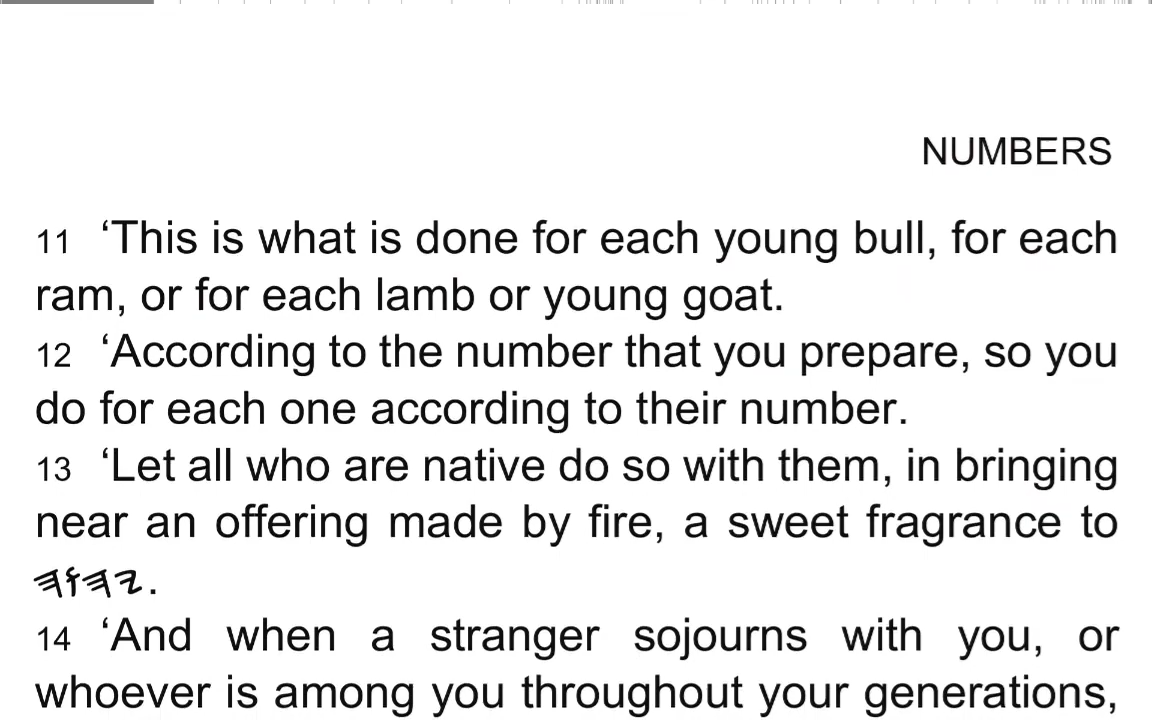 NUMBERS
11 ‘This is what is done for each young bull, for each
ram, or for each lamb or young goat.
12 ‘According to the number that you prepare, so you
do for each one according to their number.
13 ‘Let all who are native do so with them, in bringing
near an offering made by fire, a sweet fragrance to
𐤉𐤄𐤅𐤄.
14 ‘And when a stranger sojourns with you, or
whoever is among you throughout your generations,